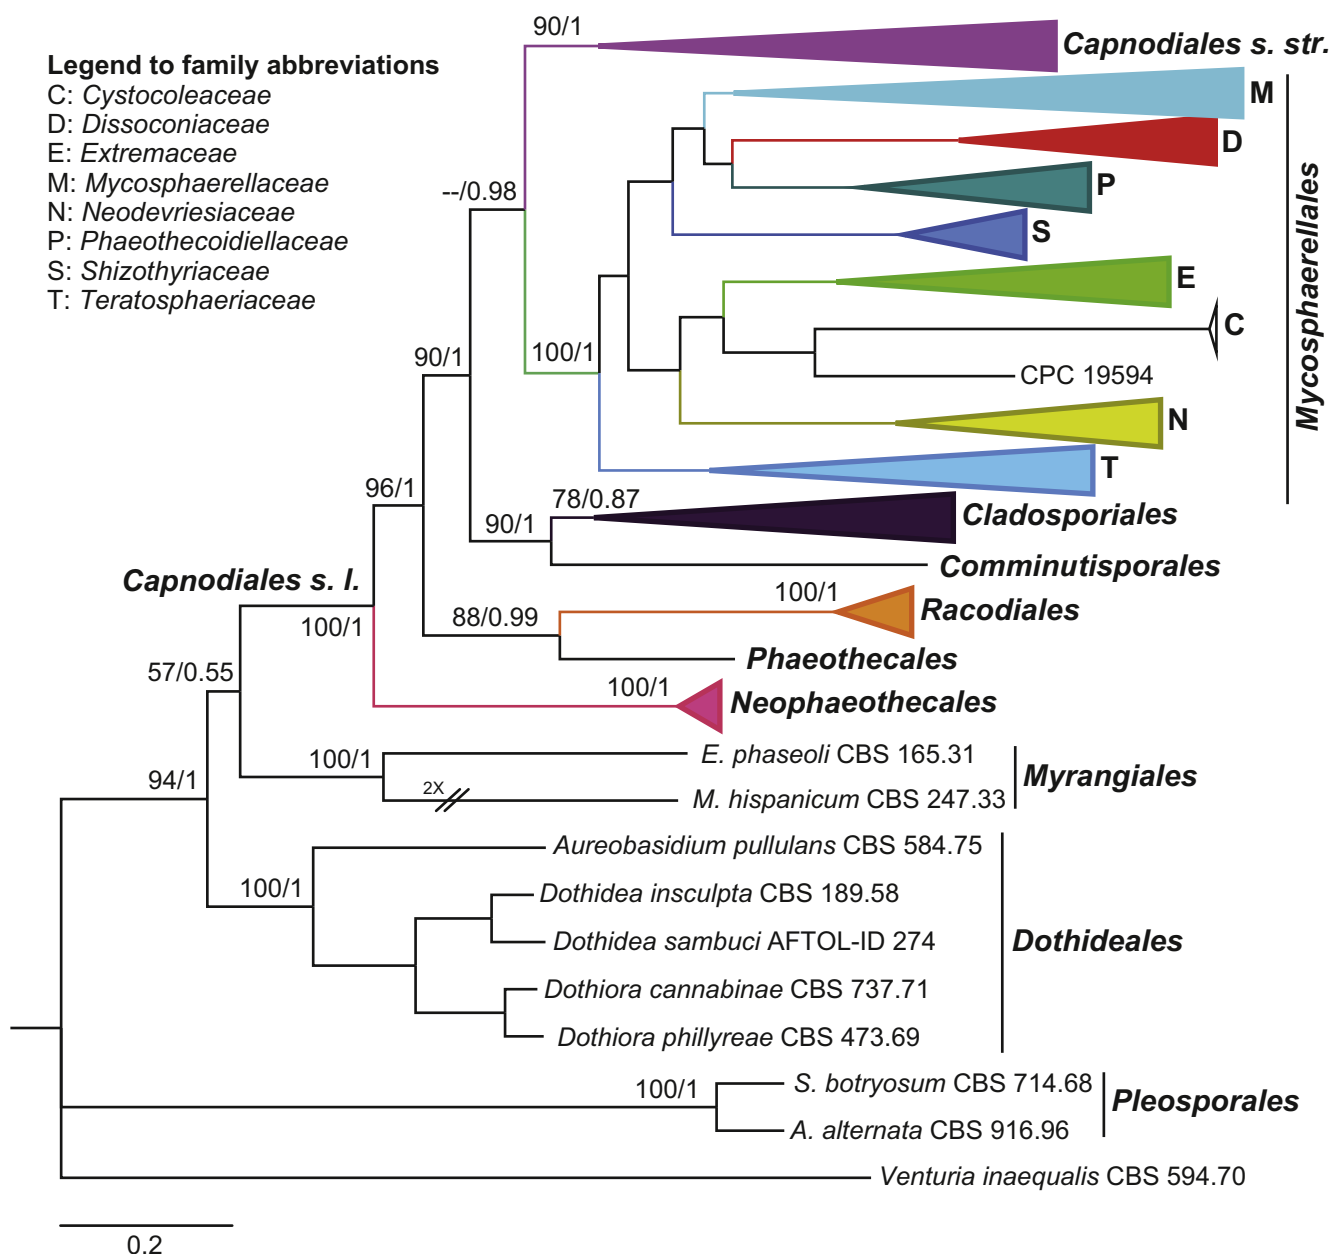 Legend to family abbreviations
C: Cystocoleaceae
D: Dissoconiaceae
E: Extremaceae
M: Mycosphaerellaceae
N: Neodevriesiaceae
P: Phaeothecoidiellaceae
S: Shizothyriaceae
T: Teratosphaeriaceae
90/1
Capnodiales s. str.
M
D
--/0.98
P
S
Mycosphaerellales
E
C
90/1
100/1
CPC 19594
N
T
96/1
78/0.87
90/1
Cladosporiales
Comminutisporales
Capnodiales s. l.
100/1
100/1
Racodiales
88/0.99
Phaeothecales
57/0.55
100/1
Neophaeothecales
100/1
E. phaseoli CBS 165.31
Myrangiales
94/1
2X
M. hispanicum CBS 247.33
Aureobasidium pullulans CBS 584.75
100/1
Dothidea insculpta CBS 189.58
Dothidea sambuci AFTOL-ID 274
Dothideales
Dothiora cannabinae CBS 737.71
Dothiora phillyreae CBS 473.69
100/1
S. botryosum CBS 714.68
Pleosporales
A. alternata CBS 916.96
Venturia inaequalis CBS 594.70
0.2